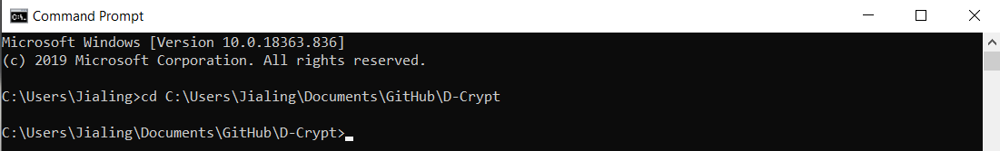 Command Prompt
Microsoft Windows [Version 10.0.18363.836]
(c) 2019 Microsoft Corporation. All rights reserved.
C:\Users\Jialing>cd C:\Users\Jialing\Documents\GitHub\D-Crypt
C:\Users\Jialing\Documents\GitHub\D-Crypt>